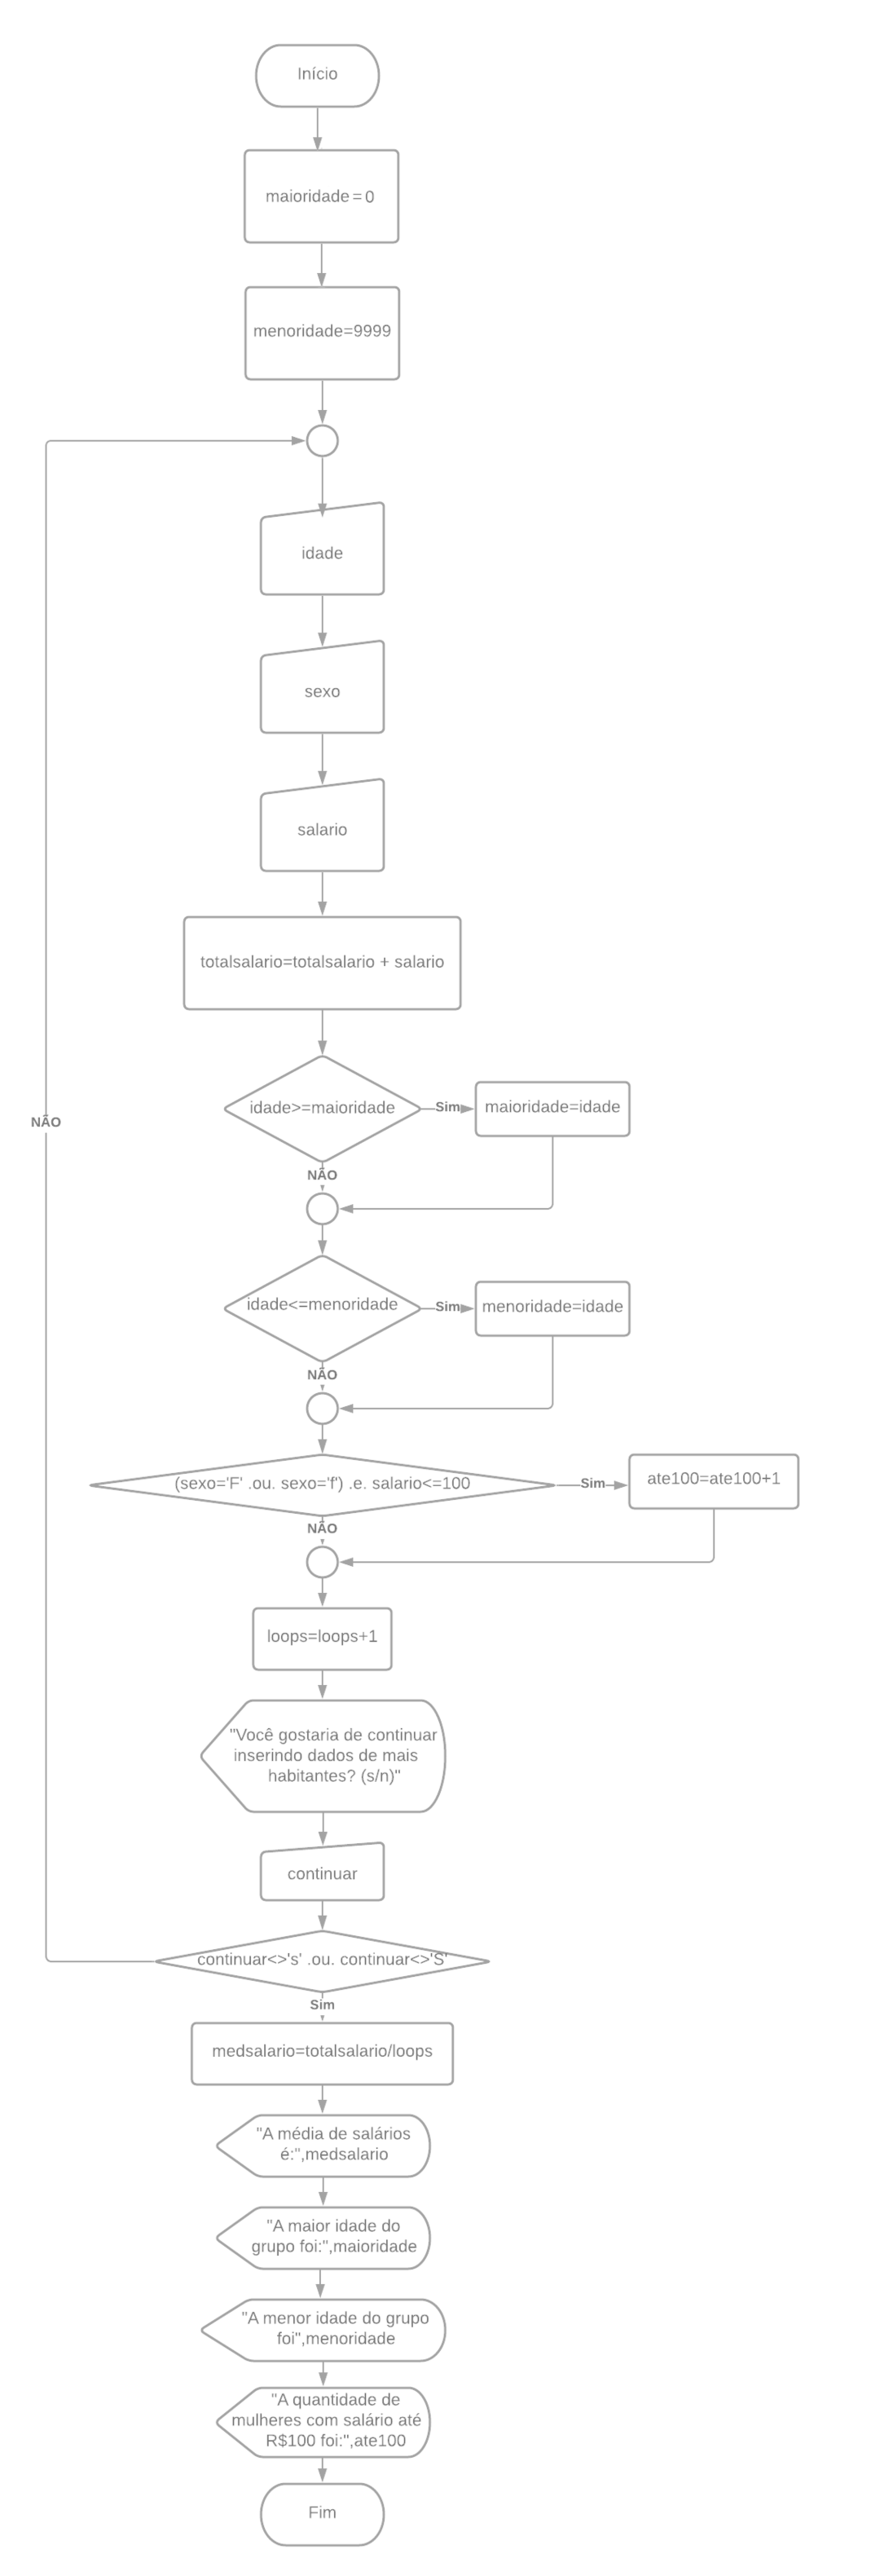 Início
maioridade = 0
menoridade=9999
idade
sexo
salario
totalsalario=totalsalario + salario
idade>=maioridade
Sim
maioridade=idade
NÃO
NÃO
idade<=menoridade
Sim
menoridade=idade
NÃO
(sexo='F' .ou. sexo='f') .e. salario<=100
Sim
ate100=ate100+1
NÃO
loops=loops+1
"Você gostaria de continuar
inserindo dados de mais
habitantes? (s/n)"
continuar
continuar<>'s' .ou. continuar<>'S'
Sim
medsalario=totalsalario/loops
"A média de salários
é:",medsalario
"A maior idade do
grupo foi:",maioridade
"A menor idade do grupo
foi",menoridade
"A quantidade de
mulheres com salário até
R$100 foi:",ate100
Fim